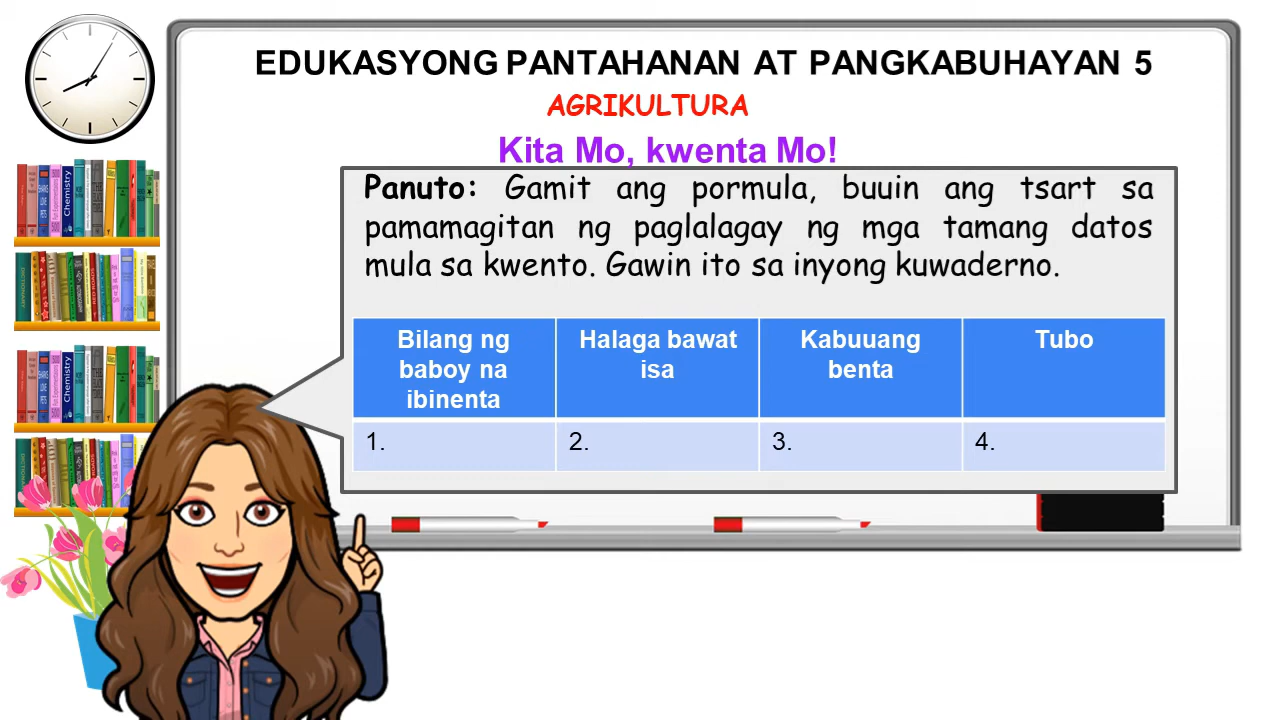 EDUKASYONG PANTAHANAN AT PANGKABUHAYAN 5
AGRIKULTURA
Kita Mo, kwenta Mo!
Panuto: Gamit ang pormula, buuin ang tsart sa
pamamagitan ng paglalagay ng mga tamang datos
mula sa kwento. Gawin ito sa inyong kuwaderno.
Bilang ng
baboy na
ibinenta
Halaga bawat
isa
Kabuuang
benta
Tubo
1.
2.
3.
4.
Chemistry
Chemistry